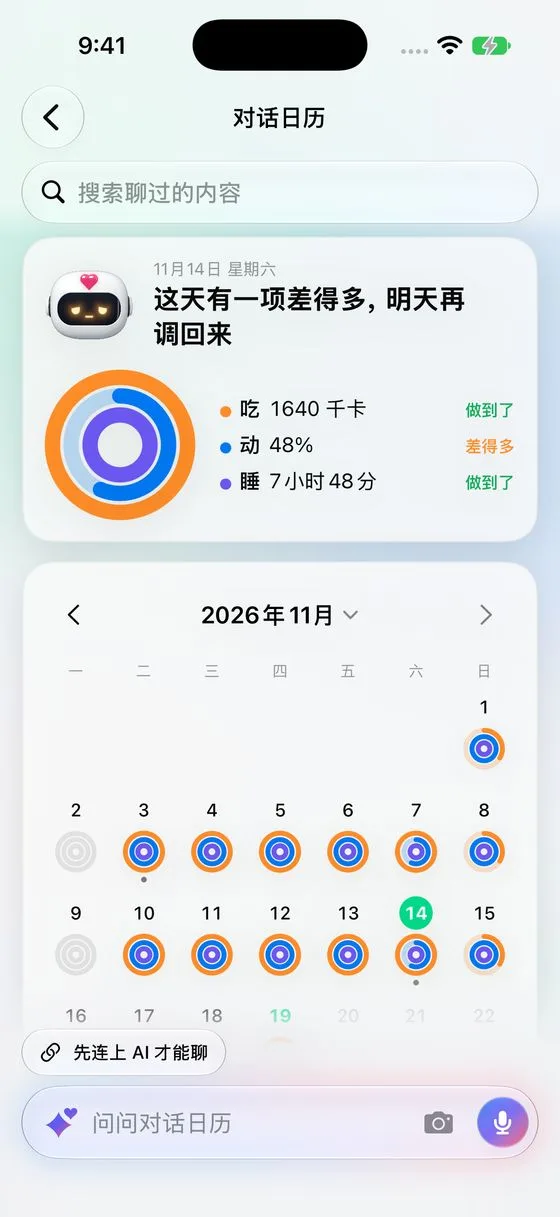 9:41
对话日历
搜索聊过的内容
11月14日 星期六
这天有一项差得多，明天再
调回来
吃 1640 千卡 做到了
动 48% 差得多
睡 7小时48分 做到了
2026年11月
一 二 三 四 五 六 日
1
2 3 4 5 6 7 8
9 10 11 12 13 14 15
16 17 18 19 20 21 22
先连上 AI 才能聊
问问对话日历